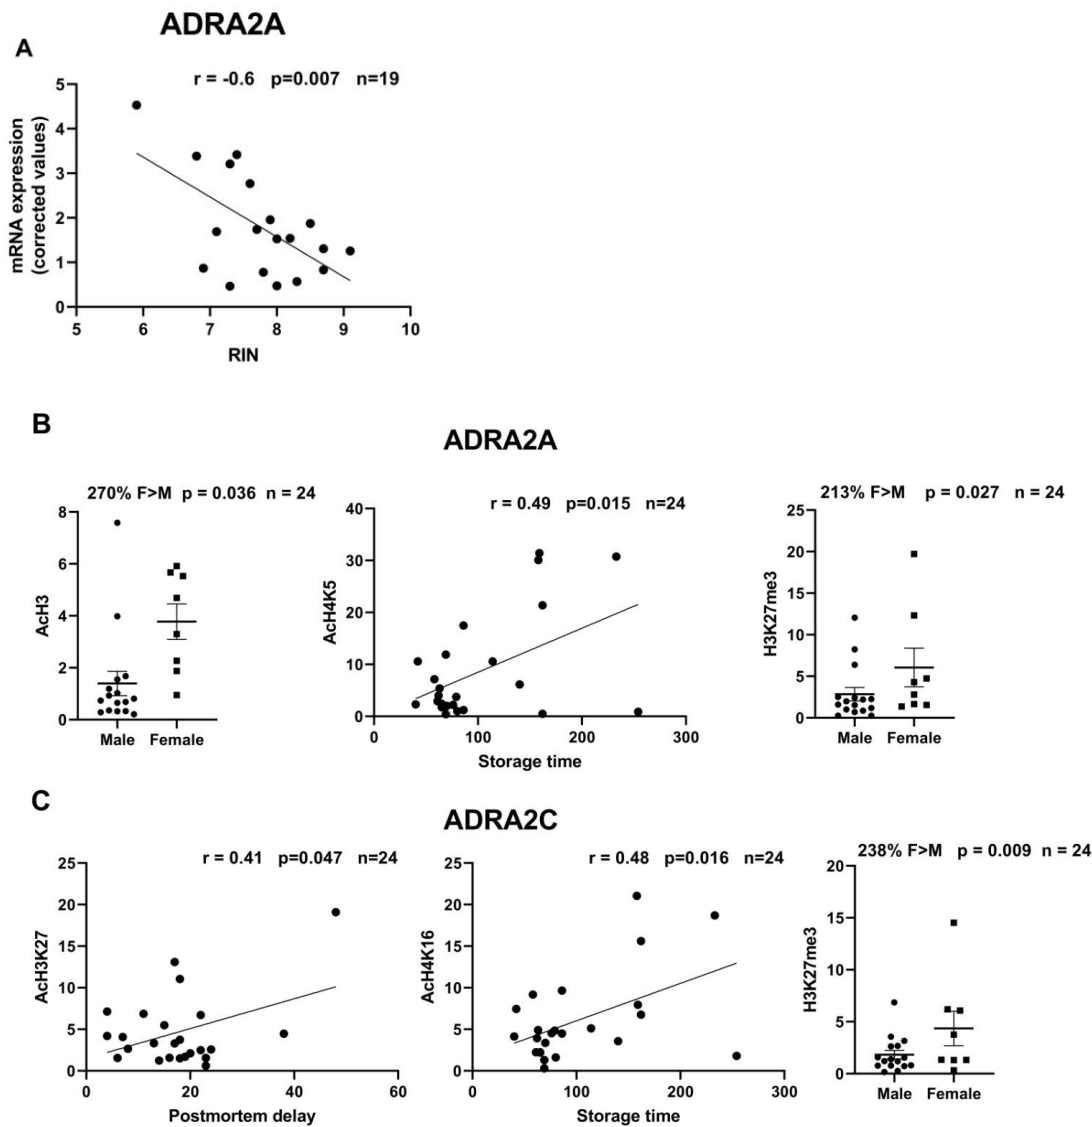 ADRA2A
A
r = -0.6 p=0.007 n=19
mRNA expression
(corrected values)
5
4
3
2
1
0
5 6 7 8 9 10
RIN
B
ADRA2A
270% F>M p = 0.036 n = 24
AcH3
8
6
4
2
0
Male Female
r = 0.49 p=0.015 n=24
AcH4K5
40
30
20
10
0
0 100 200 300
Storage time
213% F>M p = 0.027 n = 24
H3K27me3
25
20
15
10
5
0
Male Female
C
ADRA2C
r = 0.41 p=0.047 n=24
AcH3K27
25
20
15
10
5
0
0 20 40 60
Postmortem delay
r = 0.48 p=0.016 n=24
AcH4K16
25
20
15
10
5
0
0 100 200 300
Storage time
238% F>M p = 0.009 n = 24
H3K27me3
20
15
10
5
0
Male Female